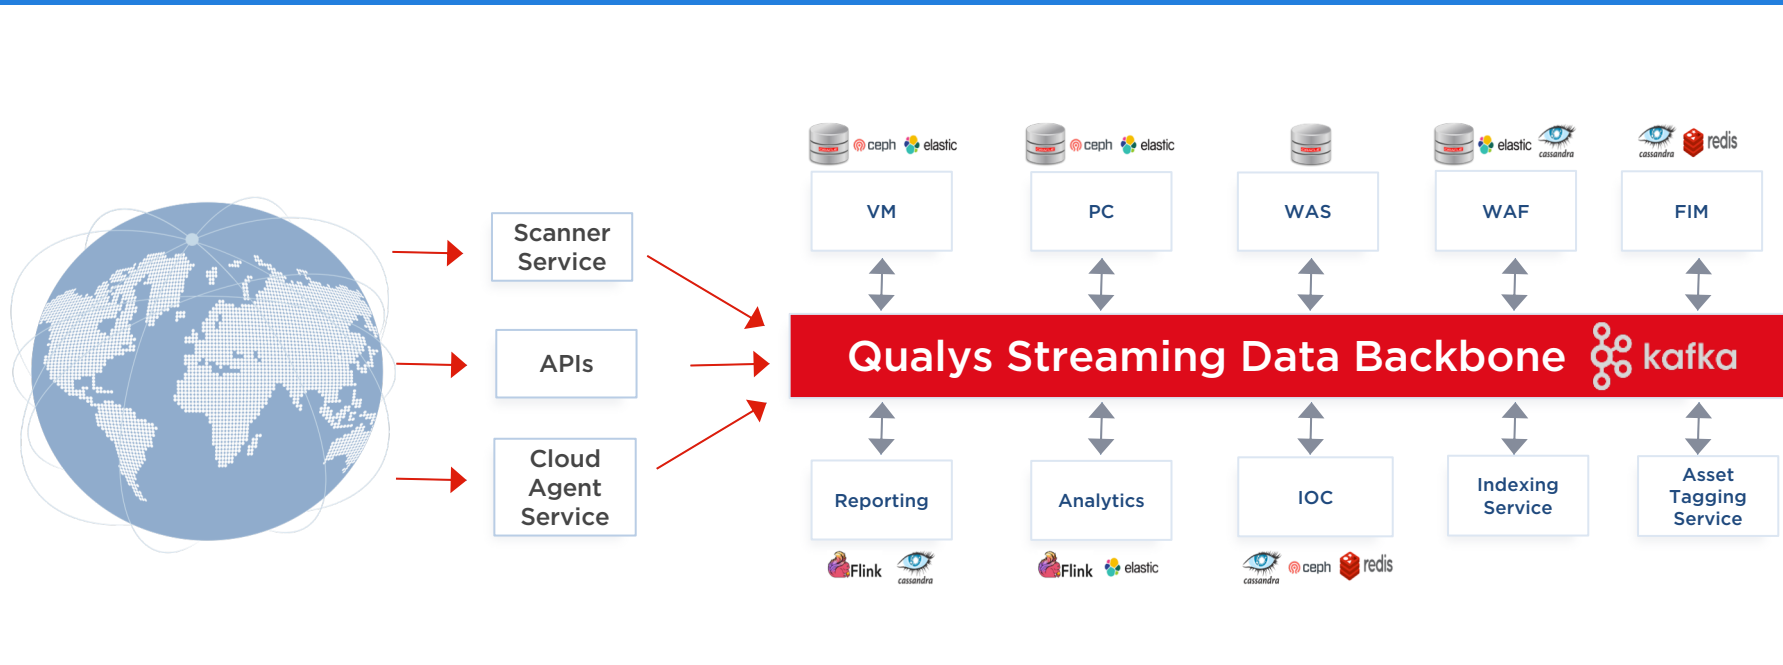 ceph elastic
ceph elastic
elastic cassandra
cassandra redis
VM
PC
WAS
WAF
FIM
Scanner
Service
APIs
Cloud
Agent
Service
Qualys Streaming Data Backbone kafka
Reporting
Analytics
IOC
Indexing
Service
Asset
Tagging
Service
Flink cassandra
Flink elastic
cassandra ceph redis